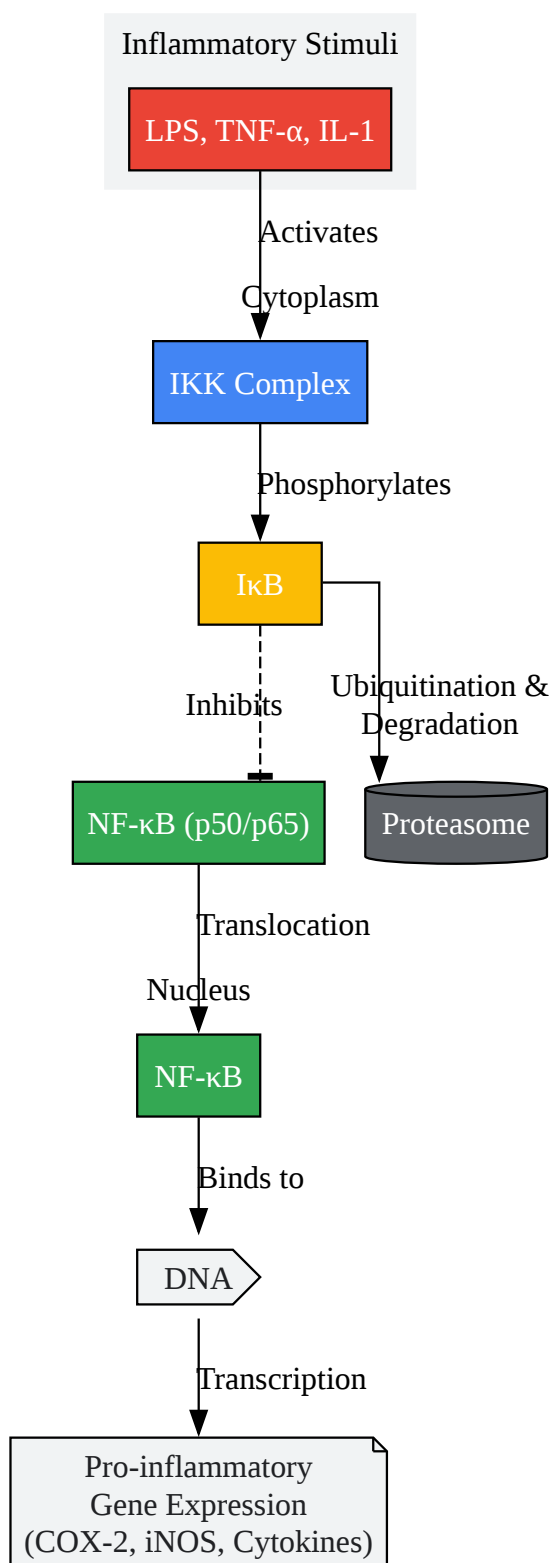 Inflammatory Stimuli
LPS, TNF-α, IL-1
Activates
Cytoplasm
IKK Complex
Phosphorylates
IκB
Inhibits
Ubiquitination &
Degradation
NF-κB (p50/p65)
Proteasome
Translocation
Nucleus
NF-κB
Binds to
DNA
Transcription
Pro-inflammatory
Gene Expression
(COX-2, iNOS, Cytokines)